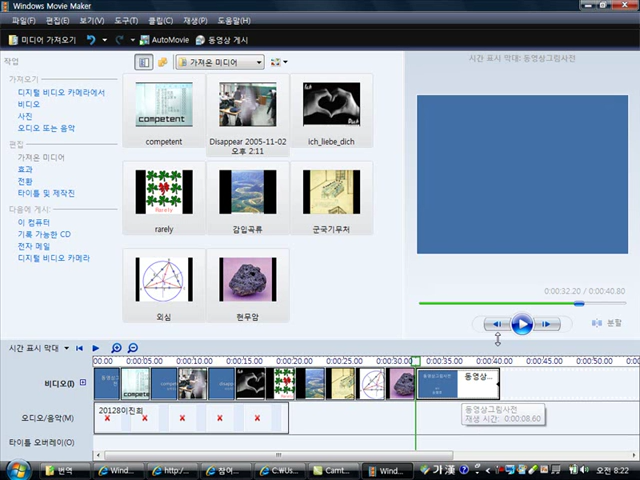 Windows Movie Maker
파일(F) 편집(E) 보기(V) 도구(T) 클립(C) 재생(P) 도움말(H)
미디어 가져오기 AutoMovie 동영상 게시
작업
가져온 미디어
시간 표시 막대: 동영상그림사전
가져오기
디지털 비디오 카메라에서
비디오
사진
오디오 또는 음악
편집
가져온 미디어
효과
전환
타이틀 및 제작진
다음에 게시:
이 컴퓨터
기록 가능한 CD
전자 메일
디지털 비디오 카메라
competent
competent
Disappear 2005-11-02 오후 2:11
Ich_liebe_dich
Rarely
rarely
감입곡류
군국기무처
외심
현무암
0:00:32.20 / 0:00:40.80
분할
시간 표시 막대
00.00 0:00:05.00 0:00:10.00 0:00:15.00 0:00:20.00 0:00:25.00 0:00:30.00 0:00:35.00 0:00:40.00 0:00:45.00 0:00:50.00
비디오(I)
compete
동영상...
오디오/음악(M)
20128이진희
동영상그림사전
재생 시간: 0:00:08.60
타이틀 오버레이(O)
번역 Wind... http:/... 참여... C:₩Us... Camt... Wind...
가 漢
오전 8:22